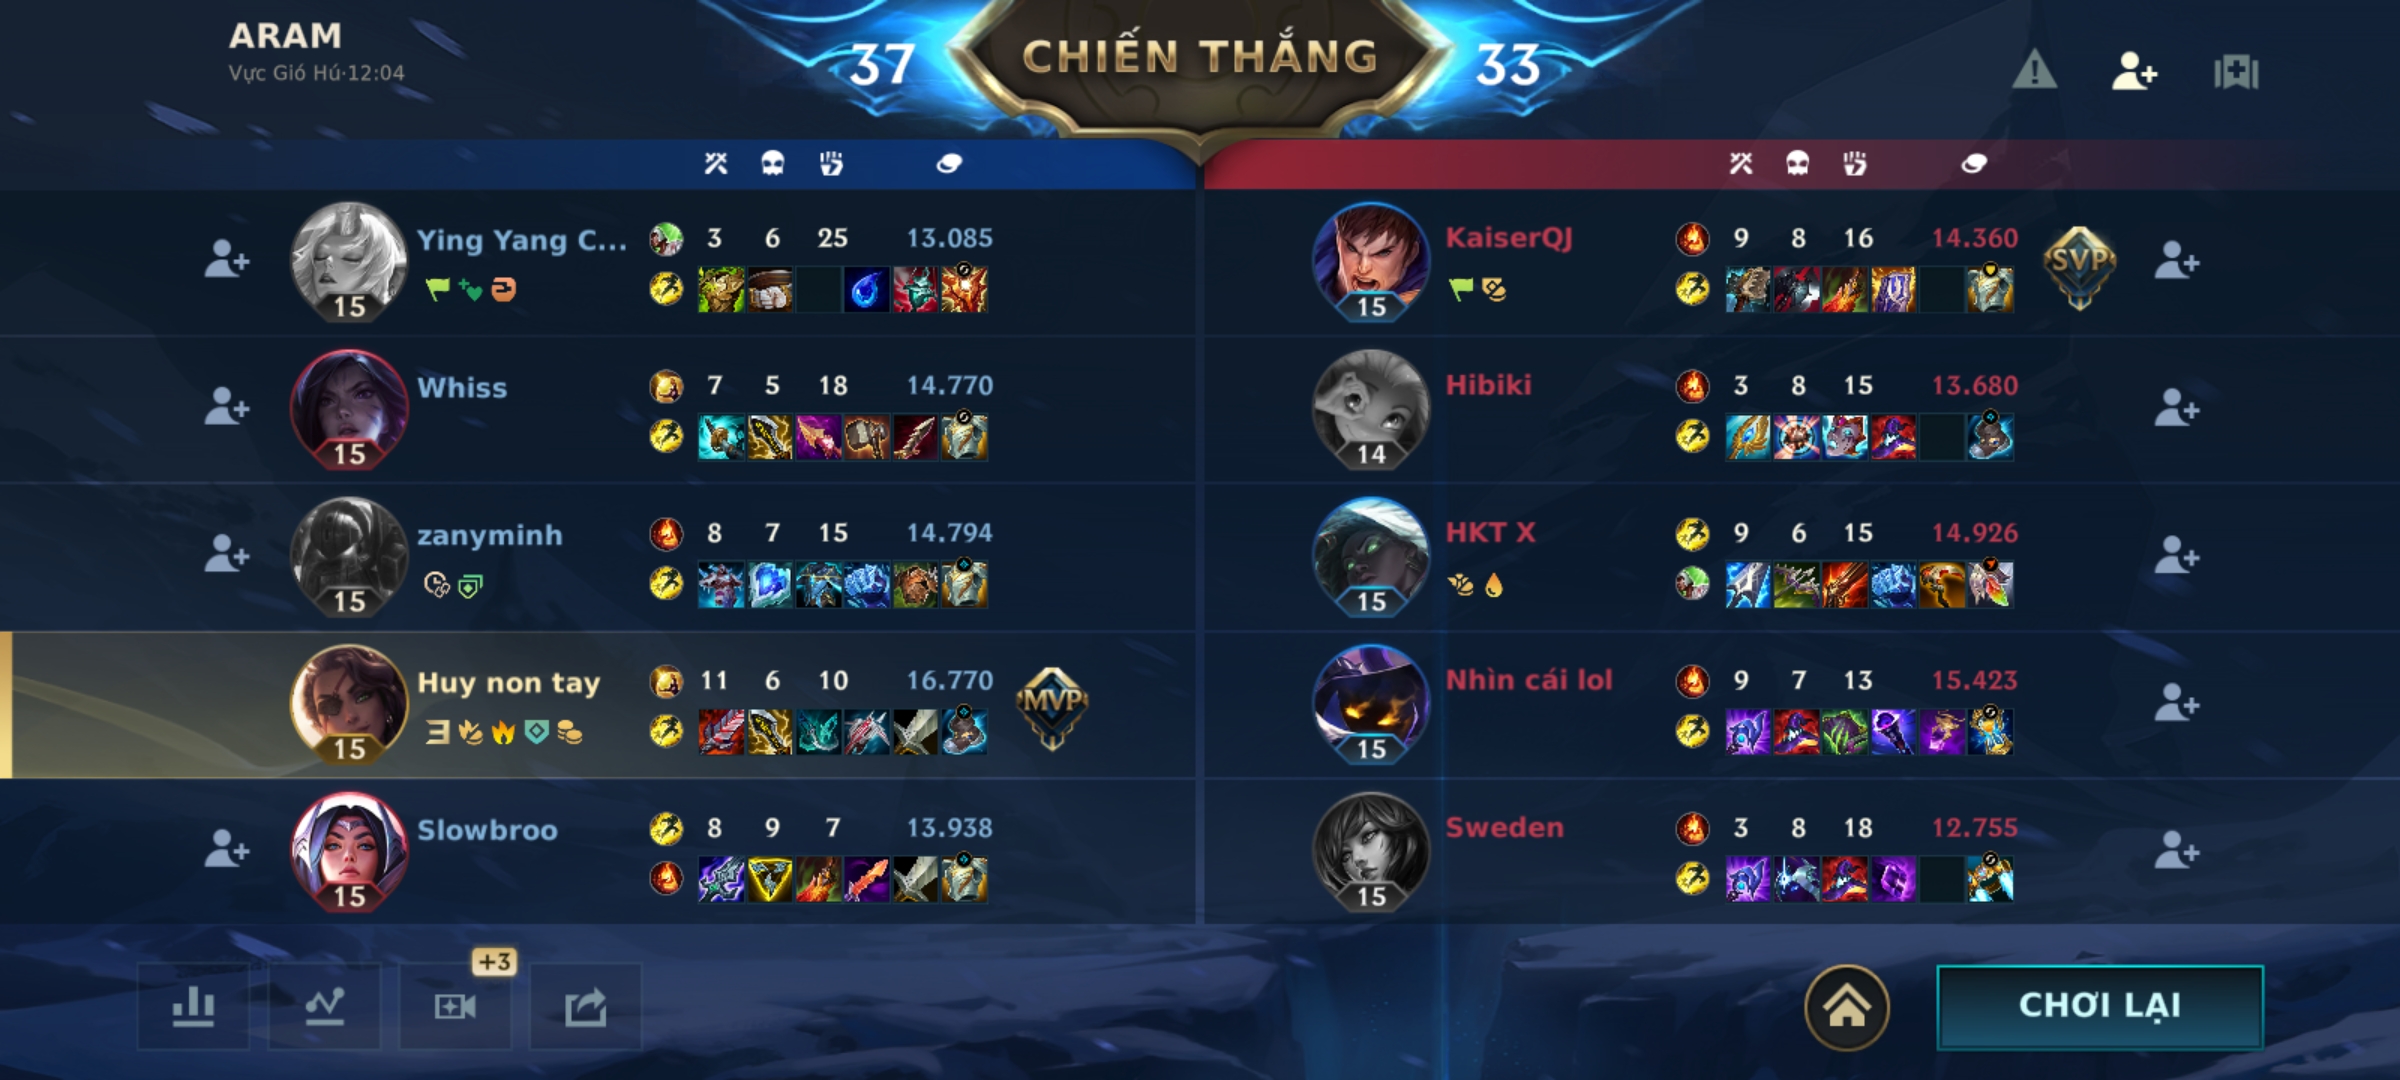 ARAM
Vực Gió Hú·12:04
37 CHIẾN THẮNG 33
Ying Yang C... 3 6 25 13.085
15
Whiss 7 5 18 14.770
15
zanyminh 8 7 15 14.794
15
Huy non tay 11 6 10 16.770 MVP
15
Slowbroo 8 9 7 13.938
15
KaiserQJ 9 8 16 14.360 SVP
15
Hibiki 3 8 15 13.680
14
HKT X 9 6 15 14.926
15
Nhìn cái lol 9 7 13 15.423
15
Sweden 3 8 18 12.755
15
+3
CHƠI LẠI